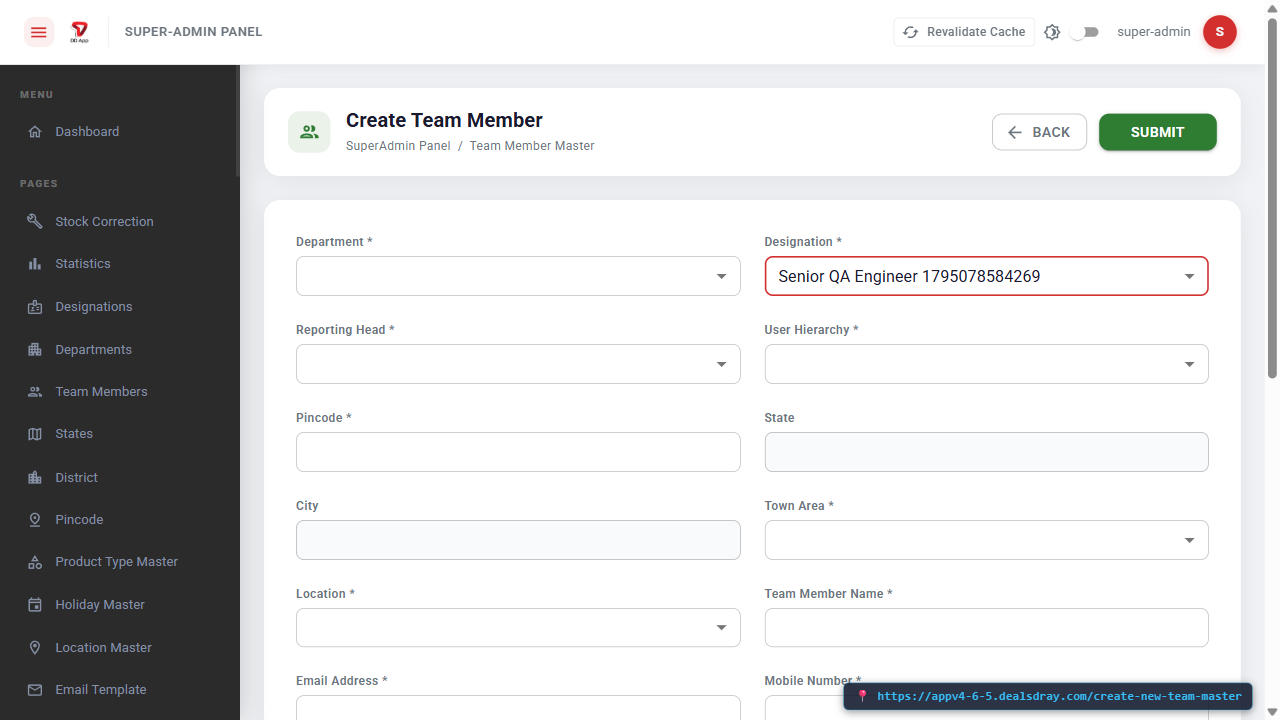 DD App
SUPER-ADMIN PANEL
Revalidate Cache
super-admin
S
MENU
Dashboard
PAGES
Stock Correction
Statistics
Designations
Departments
Team Members
States
District
Pincode
Product Type Master
Holiday Master
Location Master
Email Template
Create Team Member
SuperAdmin Panel / Team Member Master
BACK
SUBMIT
Department *
Designation *
Senior QA Engineer 1795078584269
Reporting Head *
User Hierarchy *
Pincode *
State
City
Town Area *
Location *
Team Member Name *
Email Address *
Mobile Number *
https://appv4-6-5.dealsdray.com/create-new-team-master